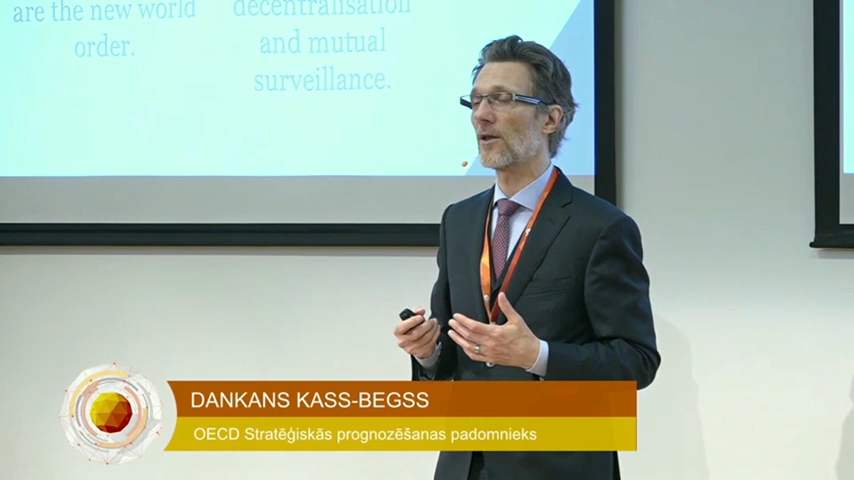 are the new world
order.
decentralisation
and mutual
surveillance.
DANKANS KASS-BEGSS
OECD Stratēģiskās prognozēšanas padomnieks